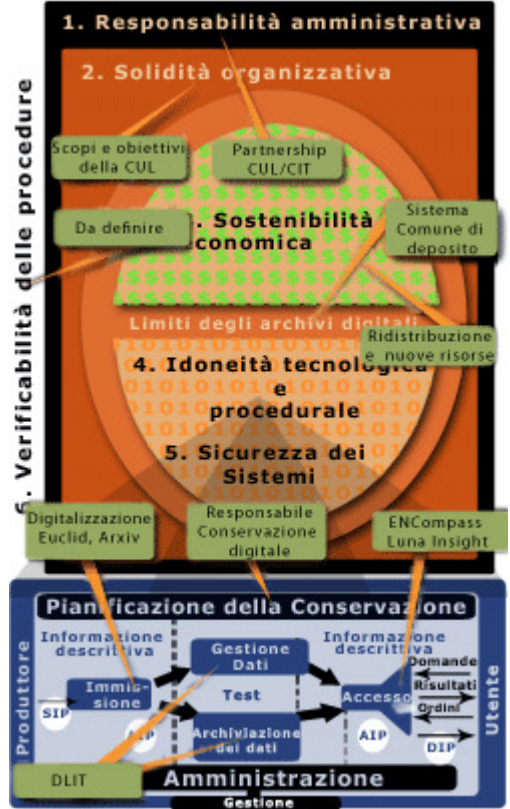 1. Responsabilità amministrativa
2. Solidità organizzativa
6. Verificabilità delle procedure
Scopi e obiettivi
della CUL
Partnership
CUL/CIT
Da definire
. Sostenibilità
conomica
Sistema
Comune di
deposito
Limiti degli archivi digitali
Ridistribuzione
e nuove risorse
4. Idoneità tecnologica
e
procedurale
5. Sicurezza dei
Sistemi
Digitalizzazione
Euclid, Arxiv
Responsabile
Conservazione
digitale
ENCompass
Luna Insight
Pianificazione della Conservazione
Produttore
Informazione
descrittiva
Gestione
Dati
Informazione
descrittiva
Domande
Risultati
Ordini
Utente
Immis-
sione
Test
Accesso
SIP
AIP
Archiviazione
dei dati
AIP
DIP
DLIT
Amministrazione
Gestione